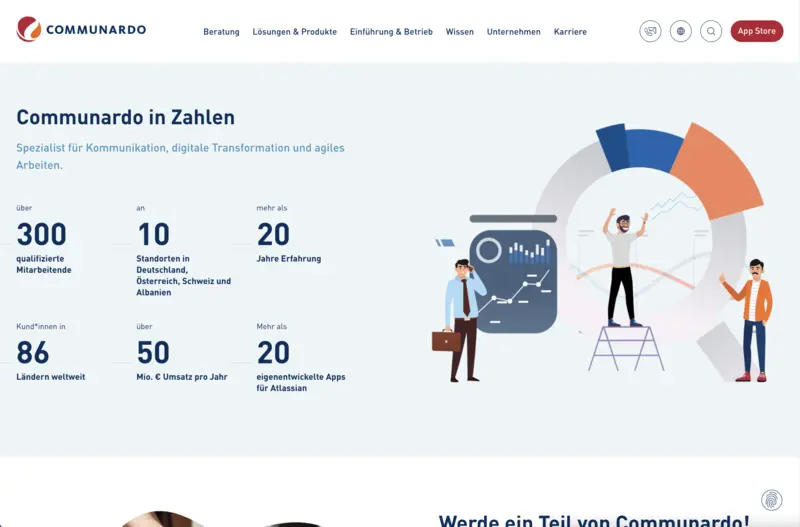 COMMUNARDO
Beratung
Lösungen & Produkte
Einführung & Betrieb
Wissen
Unternehmen
Karriere
App Store
Communardo in Zahlen
Spezialist für Kommunikation, digitale Transformation und agiles
Arbeiten.
über
300
qualifizierte
Mitarbeitende
an
10
Standorten in
Deutschland,
Österreich, Schweiz und
Albanien
mehr als
20
Jahre Erfahrung
Kund*innen in
86
Ländern weltweit
über
50
Mio. € Umsatz pro Jahr
Mehr als
20
eigenentwickelte Apps
für Atlassian
Werde ein Teil von Communardo!